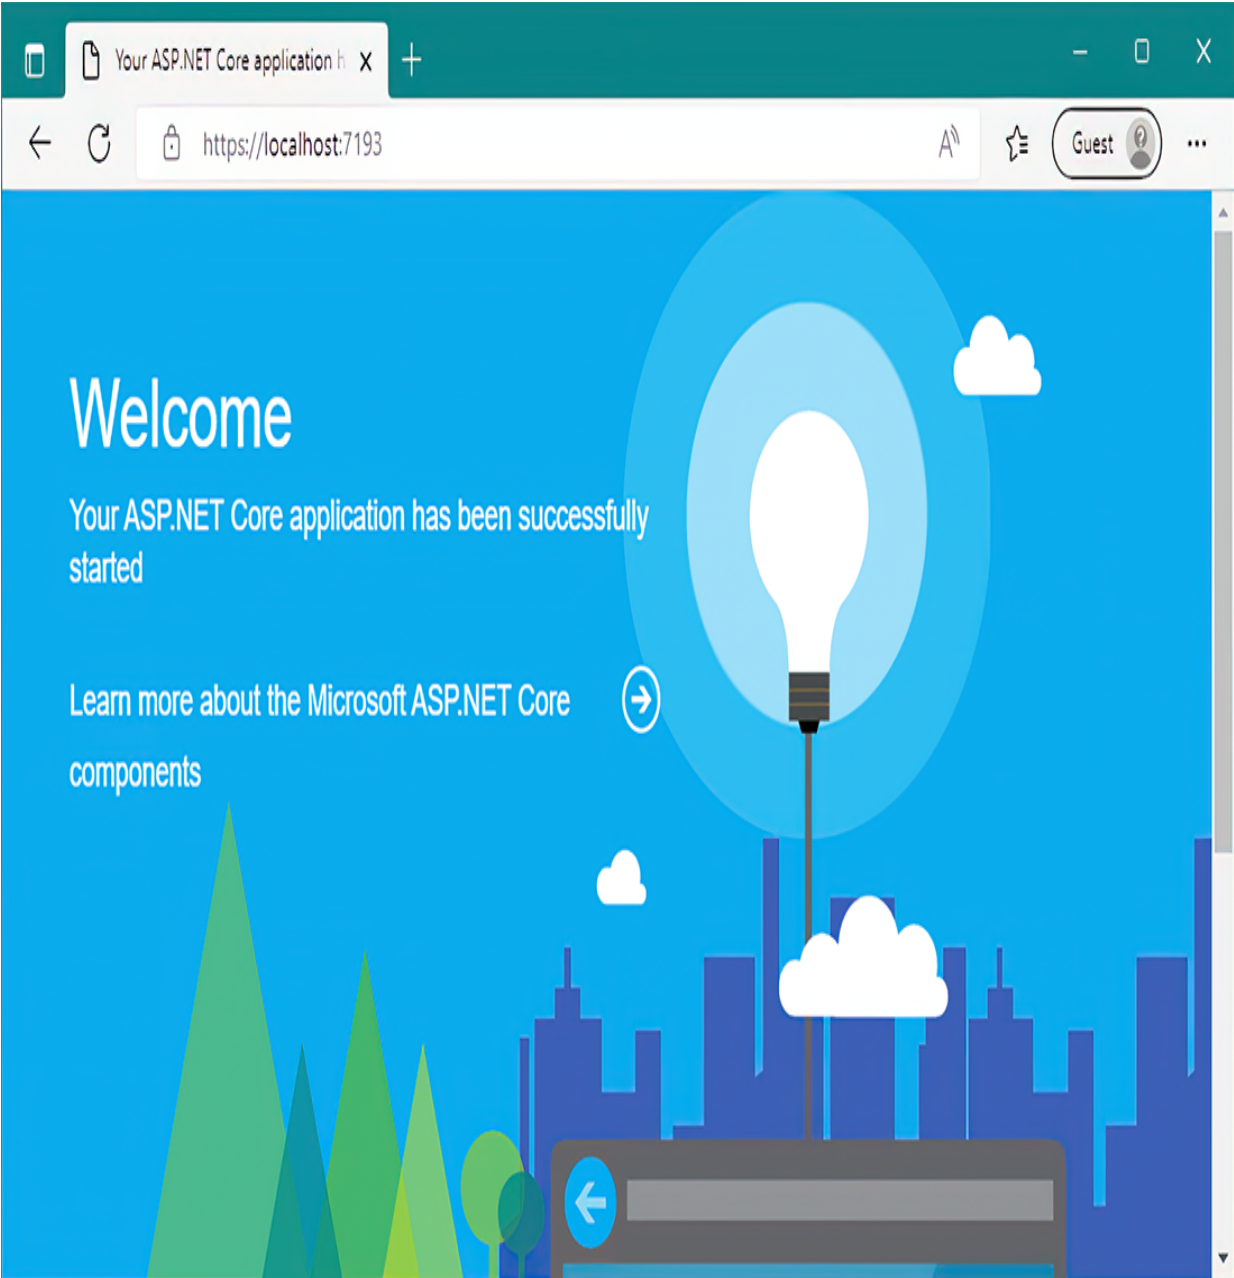 Your ASP.NET Core application
https://localhost:7193
Guest
Welcome
Your ASP.NET Core application has been successfully
started
Learn more about the Microsoft ASP.NET Core
components